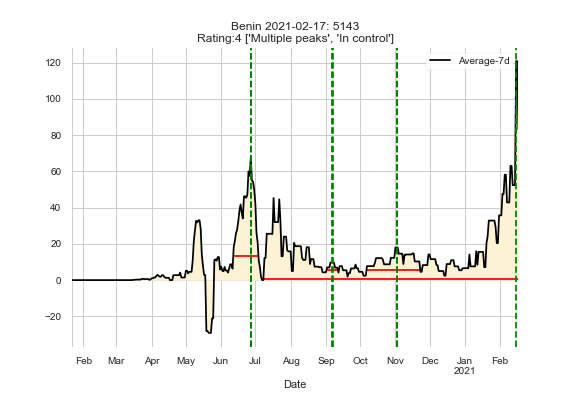 Benin 2021-02-17: 5143
Rating:4 ['Multiple peaks', 'In control']
Average-7d
120
100
80
60
40
20
0
−20
Feb Mar Apr May Jun Jul Aug Sep Oct Nov Dec Jan Feb
2021
Date